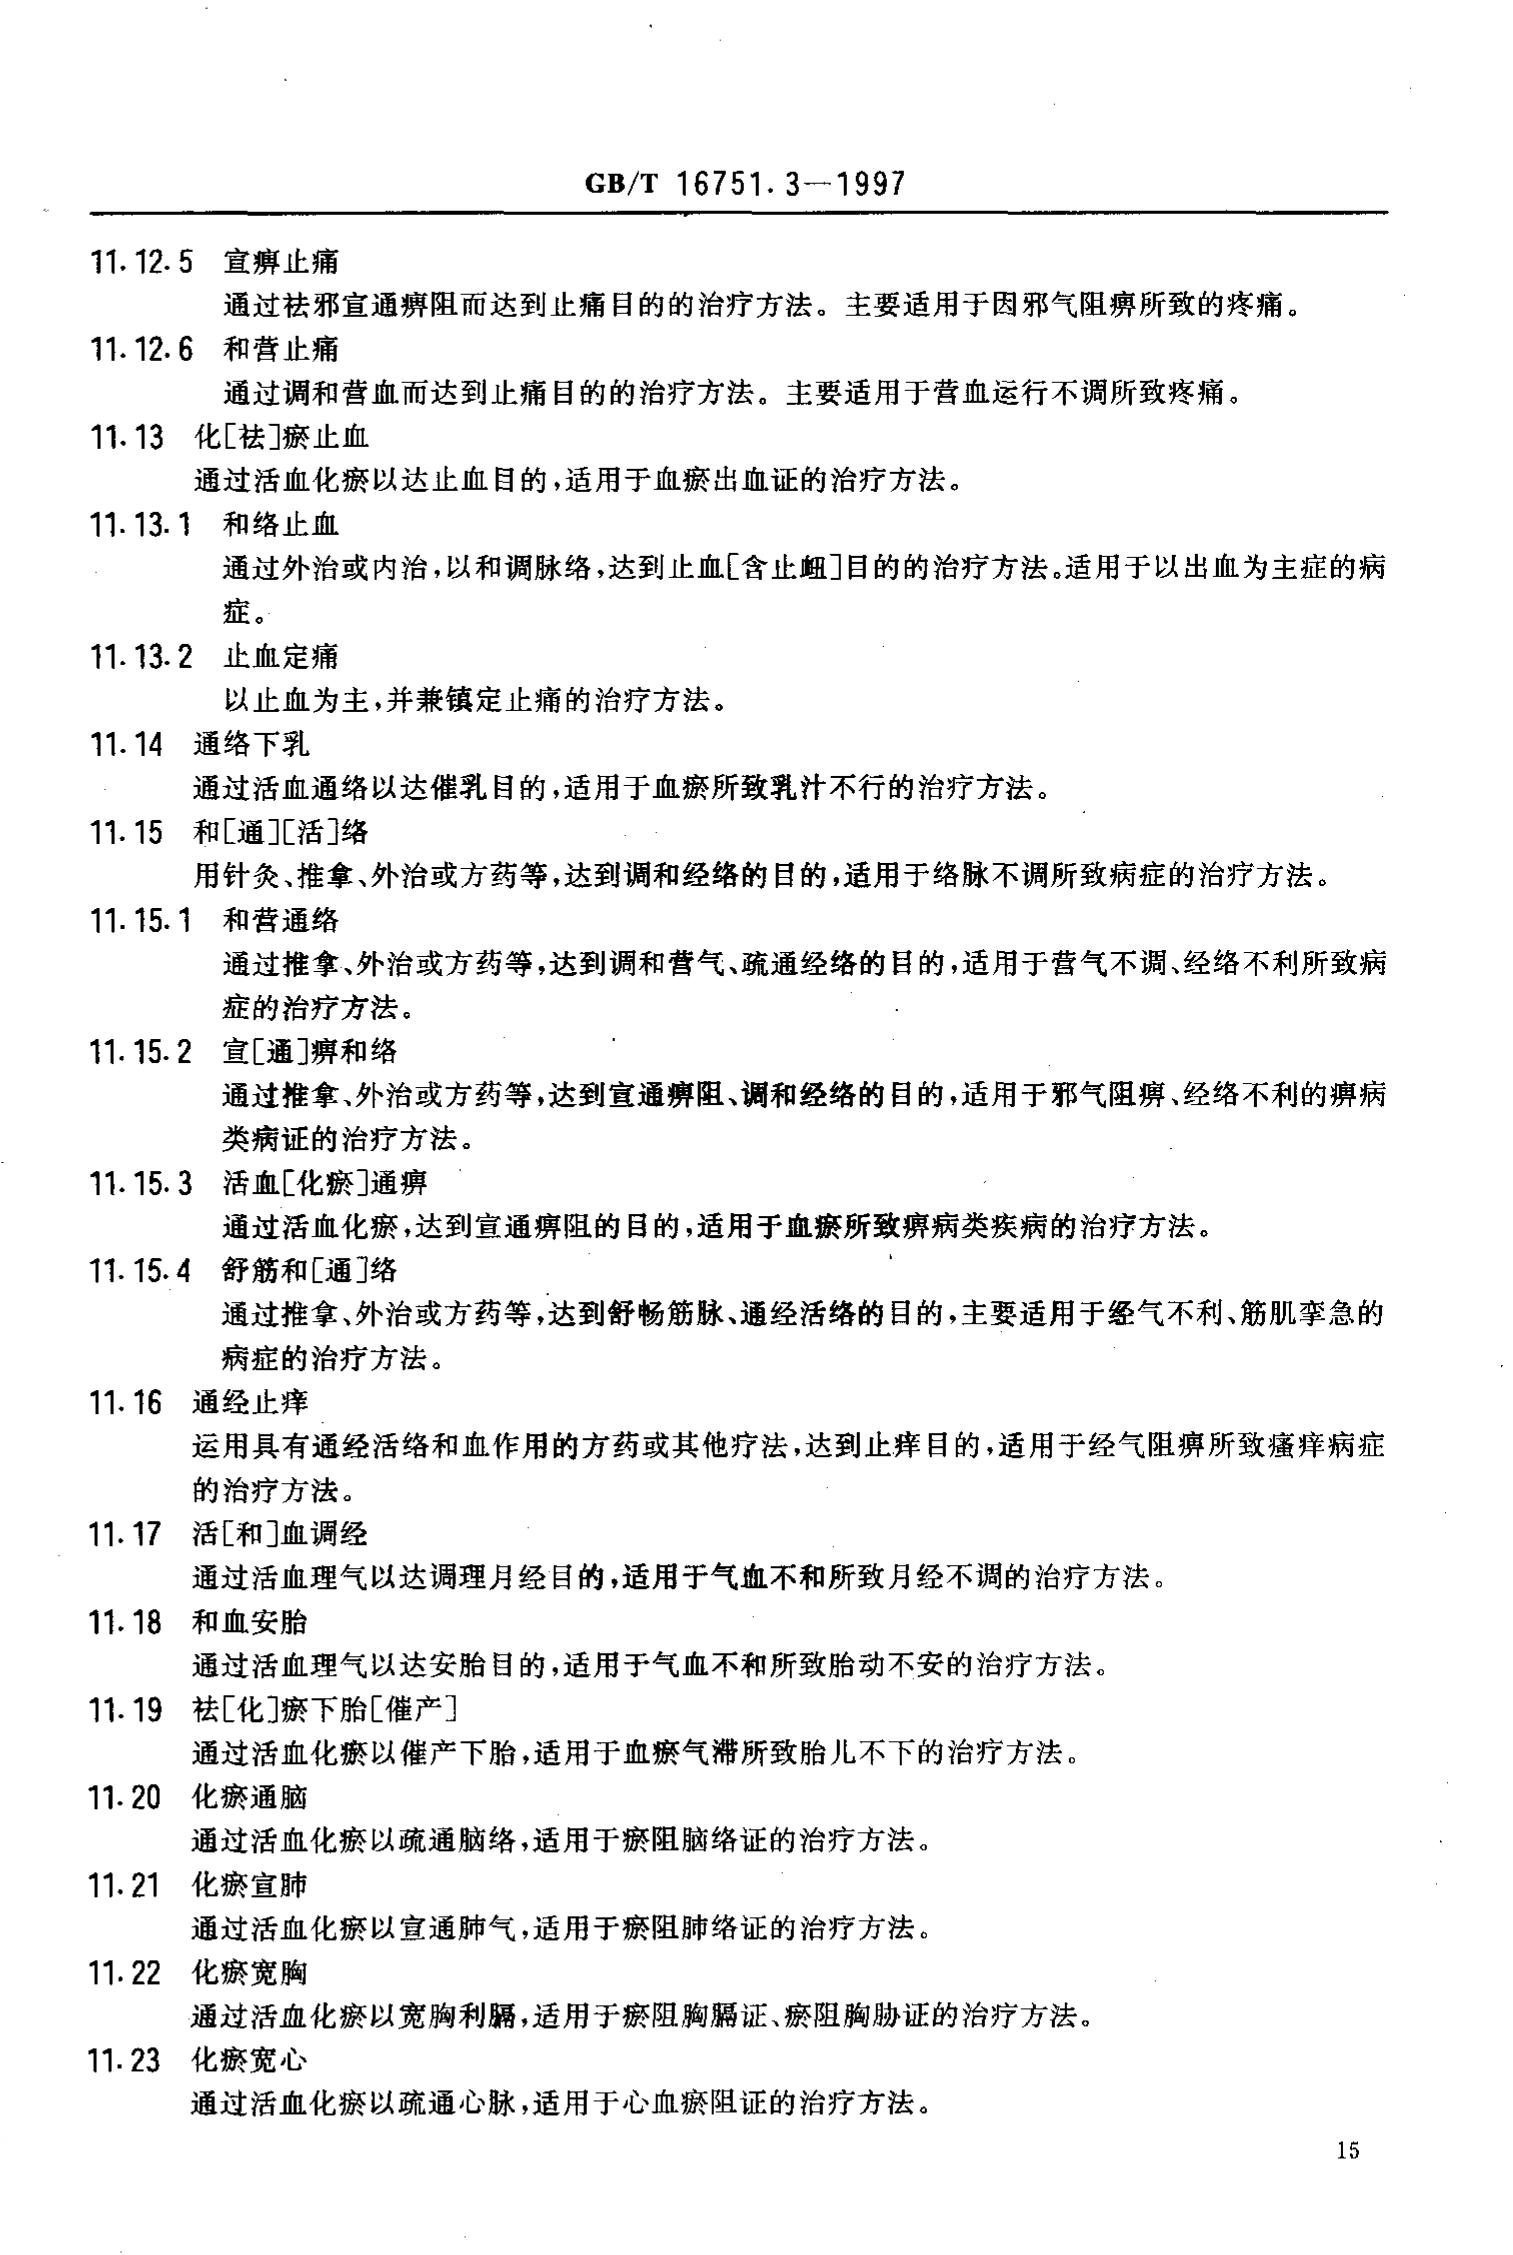 GB/T 16751.3—1997
11.12.5 宣痹止痛
通过祛邪宣通痹阻而达到止痛目的的治疗方法。主要适用于因邪气阻痹所致的疼痛。
11.12.6 和营止痛
通过调和营血而达到止痛目的的治疗方法。主要适用于营血运行不调所致疼痛。
11.13 化[祛]瘀止血
通过活血化瘀以达止血目的,适用于血瘀出血证的治疗方法。
11.13.1 和络止血
通过外治或内治,以和调脉络,达到止血[含止衄]目的的治疗方法。适用于以出血为主症的病
症。
11.13.2 止血定痛
以止血为主,并兼镇定止痛的治疗方法。
11.14 通络下乳
通过活血通络以达催乳目的,适用于血瘀所致乳汁不行的治疗方法。
11.15 和[通][活]络
用针灸、推拿、外治或方药等,达到调和经络的目的,适用于络脉不调所致病症的治疗方法。
11.15.1 和营通络
通过推拿、外治或方药等,达到调和营气、疏通经络的目的,适用于营气不调、经络不利所致病
症的治疗方法。
11.15.2 宣[通]痹和络
通过推拿、外治或方药等,达到宣通痹阻、调和经络的目的,适用于邪气阻痹、经络不利的痹病
类病证的治疗方法。
11.15.3 活血[化瘀]通痹
通过活血化瘀,达到宣通痹阻的目的,适用于血瘀所致痹病类疾病的治疗方法。
11.15.4 舒筋和[通]络
通过推拿、外治或方药等,达到舒畅筋脉、通经活络的目的,主要适用于经气不利、筋肌挛急的
病症的治疗方法。
11.16 通经止痒
运用具有通经活络和血作用的方药或其他疗法,达到止痒目的,适用于经气阻痹所致瘙痒病症
的治疗方法。
11.17 活[和]血调经
通过活血理气以达调理月经目的,适用于气血不和所致月经不调的治疗方法。
11.18 和血安胎
通过活血理气以达安胎目的,适用于气血不和所致胎动不安的治疗方法。
11.19 祛[化]瘀下胎[催产]
通过活血化瘀以催产下胎,适用于血瘀气滞所致胎儿不下的治疗方法。
11.20 化瘀通脑
通过活血化瘀以疏通脑络,适用于瘀阻脑络证的治疗方法。
11.21 化瘀宣肺
通过活血化瘀以宣通肺气,适用于瘀阻肺络证的治疗方法。
11.22 化瘀宽胸
通过活血化瘀以宽胸利膈,适用于瘀阻胸膈证、瘀阻胸胁证的治疗方法。
11.23 化瘀宽心
通过活血化瘀以疏通心脉,适用于心血瘀阻证的治疗方法。
15